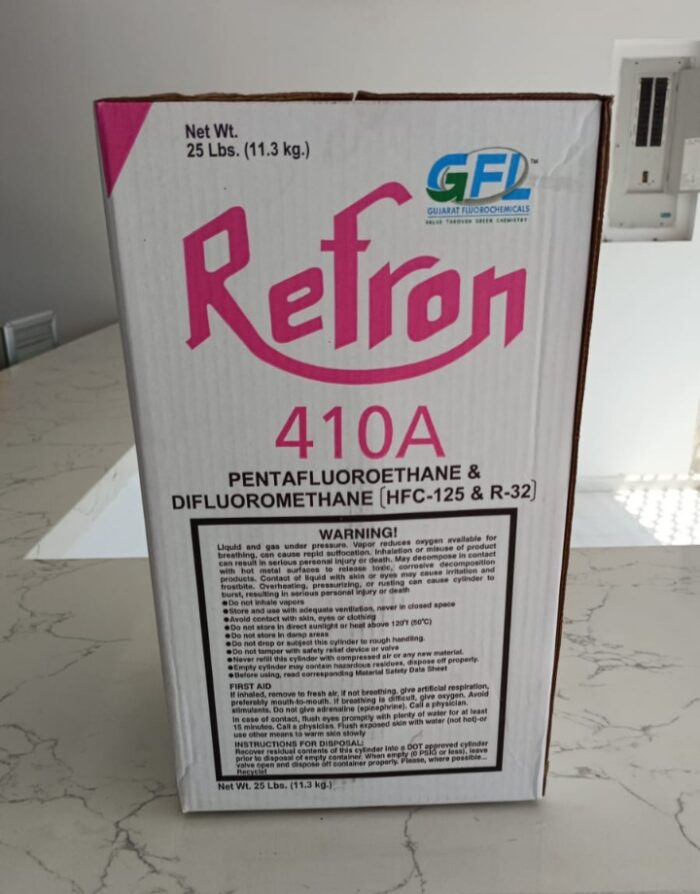 Net Wt.
25 Lbs. (11.3 kg.)
GFL™
GUJARAT FLUOROCHEMICALS
VALUE THROUGH GREEN CHEMISTRY
Refron
410A
PENTAFLUOROETHANE &
DIFLUOROMETHANE (HFC-125 & R-32)
WARNING!
Liquid and gas under pressure. Vapor reduces oxygen available for
breathing, can cause rapid suffocation. Inhalation or misuse of product
can result in serious personal injury or death. May decompose in contact
with hot metal surfaces to release toxic, corrosive decomposition
products. Contact of liquid with skin or eyes may cause irritation and
frostbite. Overheating, pressurizing, or rusting can cause cylinder to
burst, resulting in serious personal injury or death
●Do not inhale vapors
●Store and use with adequate ventilation, never in closed space
●Avoid contact with skin, eyes or clothing
●Do not store in direct sunlight or heat above 120°f (50°C)
●Do not store in damp areas
●Do not drop or subject this cylinder to rough handling.
●Do not tamper with safety relief device or valve
●Never refill this cylinder with compressed air or any new material.
●Empty cylinder may contain hazardous residues, dispose off properly.
●Before using, read corresponding Material Safety Data Sheet
FIRST AID
If inhaled, remove to fresh air, if not breathing, give artificial respiration,
preferably mouth-to-mouth. If breathing is difficult, give oxygen. Avoid
stimulants. Do not give adrenaline (epinephrine). Call a physician.
In case of contact, flush eyes promptly with plenty of water for at least
15 minutes. Call a physician. Flush exposed skin with water (not hot)-or
use other means to warm skin slowly
INSTRUCTIONS FOR DISPOSAL:
Recover residual contents of this cylinder into a DOT approved cylinder
prior to disposal of empty container. When empty (0 PSIG or less), leave
valve open and dispose off container properly. Please, where possible...
Recycle!
Net Wt. 25 Lbs. (11.3 kg.)